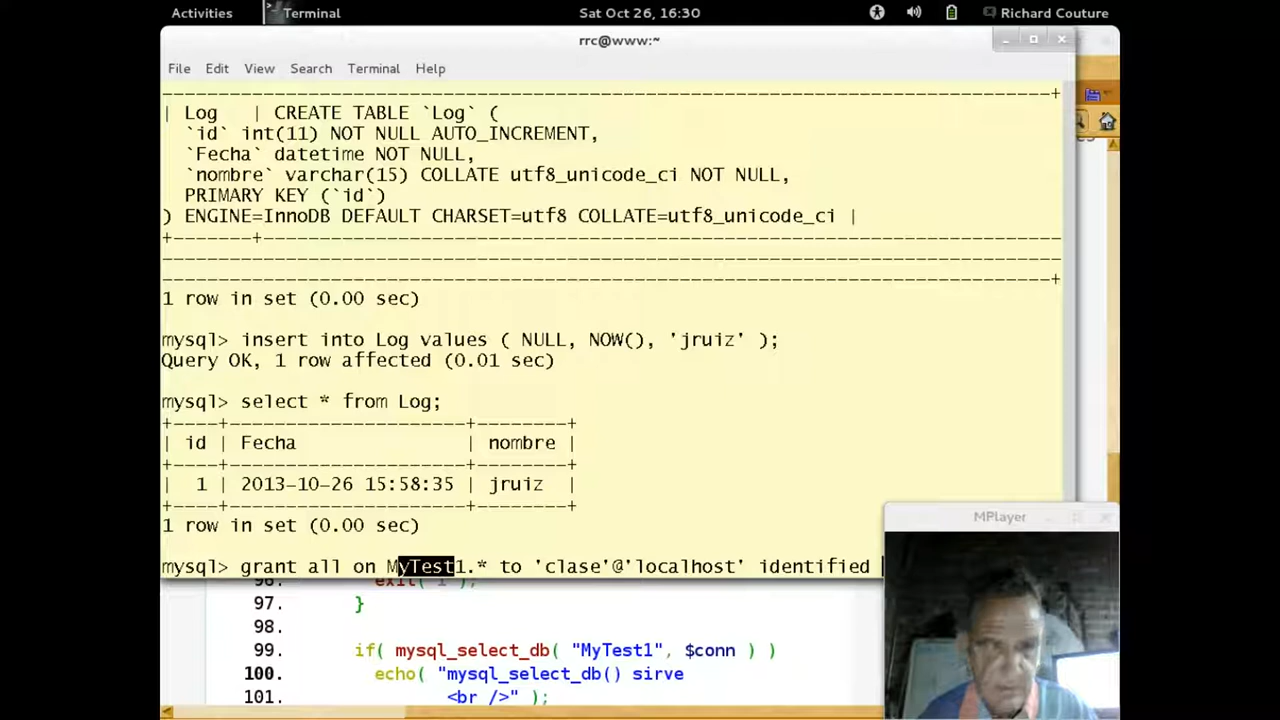 Activities Terminal Sat Oct 26, 16:30 Richard Couture
rrc@www:~
File Edit View Search Terminal Help
| Log | CREATE TABLE `Log` (
`id` int(11) NOT NULL AUTO_INCREMENT,
`Fecha` datetime NOT NULL,
`nombre` varchar(15) COLLATE utf8_unicode_ci NOT NULL,
PRIMARY KEY (`id`)
) ENGINE=InnoDB DEFAULT CHARSET=utf8 COLLATE=utf8_unicode_ci |
1 row in set (0.00 sec)
mysql> insert into Log values ( NULL, NOW(), 'jruiz' );
Query OK, 1 row affected (0.01 sec)
mysql> select * from Log;
+----+---------------------+--------+
| id | Fecha | nombre |
+----+---------------------+--------+
| 1 | 2013-10-26 15:58:35 | jruiz |
+----+---------------------+--------+
1 row in set (0.00 sec)
mysql> grant all on MyTest1.* to 'clase'@'localhost' identified
MPlayer
97. }
98.
99. if( mysql_select_db( "MyTest1", $conn ) )
100. echo( "mysql_select_db() sirve
101. <br />" );